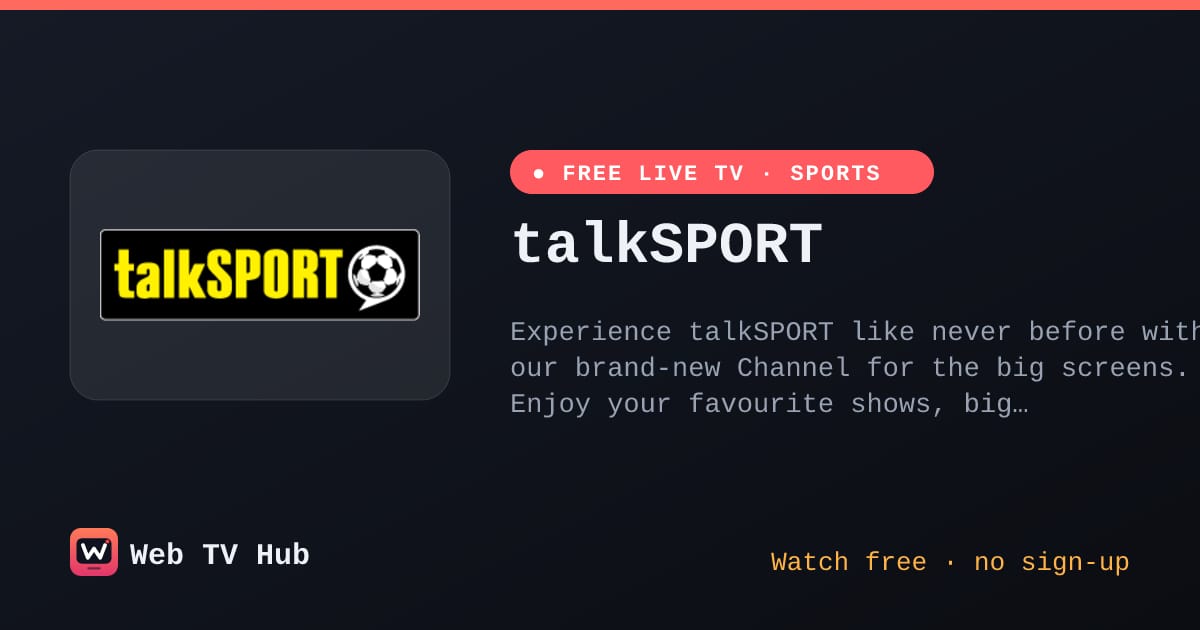 talkSPORT
● FREE LIVE TV · SPORTS
talkSPORT
Experience talkSPORT like never before with
our brand-new Channel for the big screens.
Enjoy your favourite shows, big…
W
Web TV Hub
Watch free · no sign-up